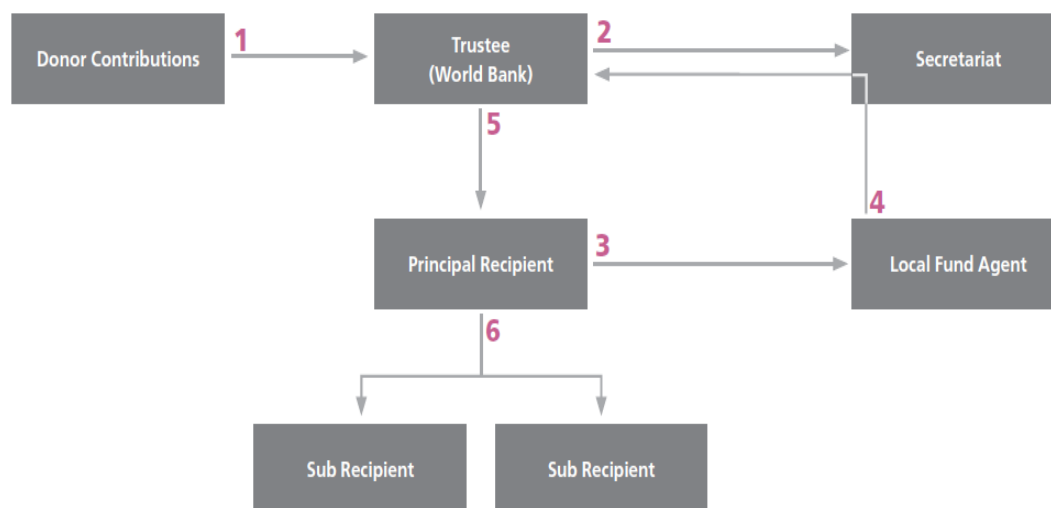 1
2
Donor Contributions
Trustee
(World Bank)
Secretariat
5
4
Principal Recipient
3
Local Fund Agent
6
Sub Recipient
Sub Recipient